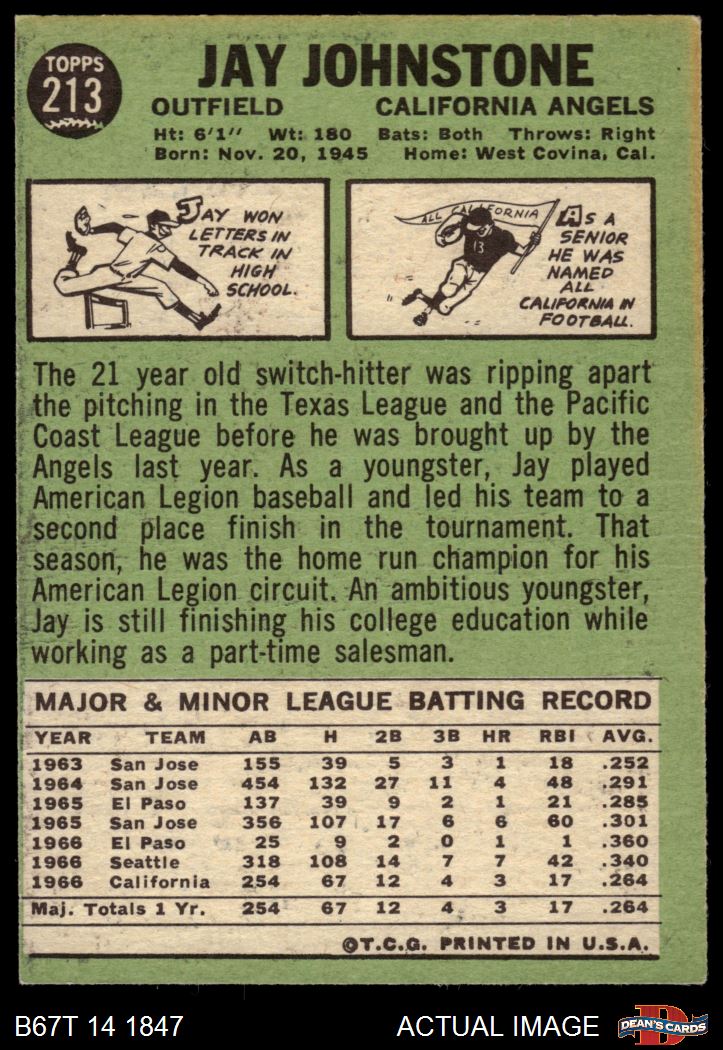 TOPPS
213
JAY JOHNSTONE
OUTFIELD CALIFORNIA ANGELS
Ht: 6'1" Wt: 180 Bats: Both Throws: Right
Born: Nov. 20, 1945 Home: West Covina, Cal.
JAY WON
LETTERS IN
TRACK IN
HIGH
SCHOOL.
ALL CALIFORNIA
13
AS A
SENIOR
HE WAS
NAMED
ALL
CALIFORNIA IN
FOOTBALL.
The 21 year old switch-hitter was ripping apart
the pitching in the Texas League and the Pacific
Coast League before he was brought up by the
Angels last year. As a youngster, Jay played
American Legion baseball and led his team to a
second place finish in the tournament. That
season, he was the home run champion for his
American Legion circuit. An ambitious youngster,
Jay is still finishing his college education while
working as a part-time salesman.
MAJOR & MINOR LEAGUE BATTING RECORD
YEAR TEAM AB H 2B 3B HR RBI AVG.
1963 San Jose 155 39 5 3 1 18 .252
1964 San Jose 454 132 27 11 4 48 .291
1965 El Paso 137 39 9 2 1 21 .285
1965 San Jose 356 107 17 6 6 60 .301
1966 El Paso 25 9 2 0 1 1 .360
1966 Seattle 318 108 14 7 7 42 .340
1966 California 254 67 12 4 3 17 .264
Maj. Totals 1 Yr. 254 67 12 4 3 17 .264
©T.C.G. PRINTED IN U.S.A.
B67T 14 1847 ACTUAL IMAGE
D
DEAN'S CARDS